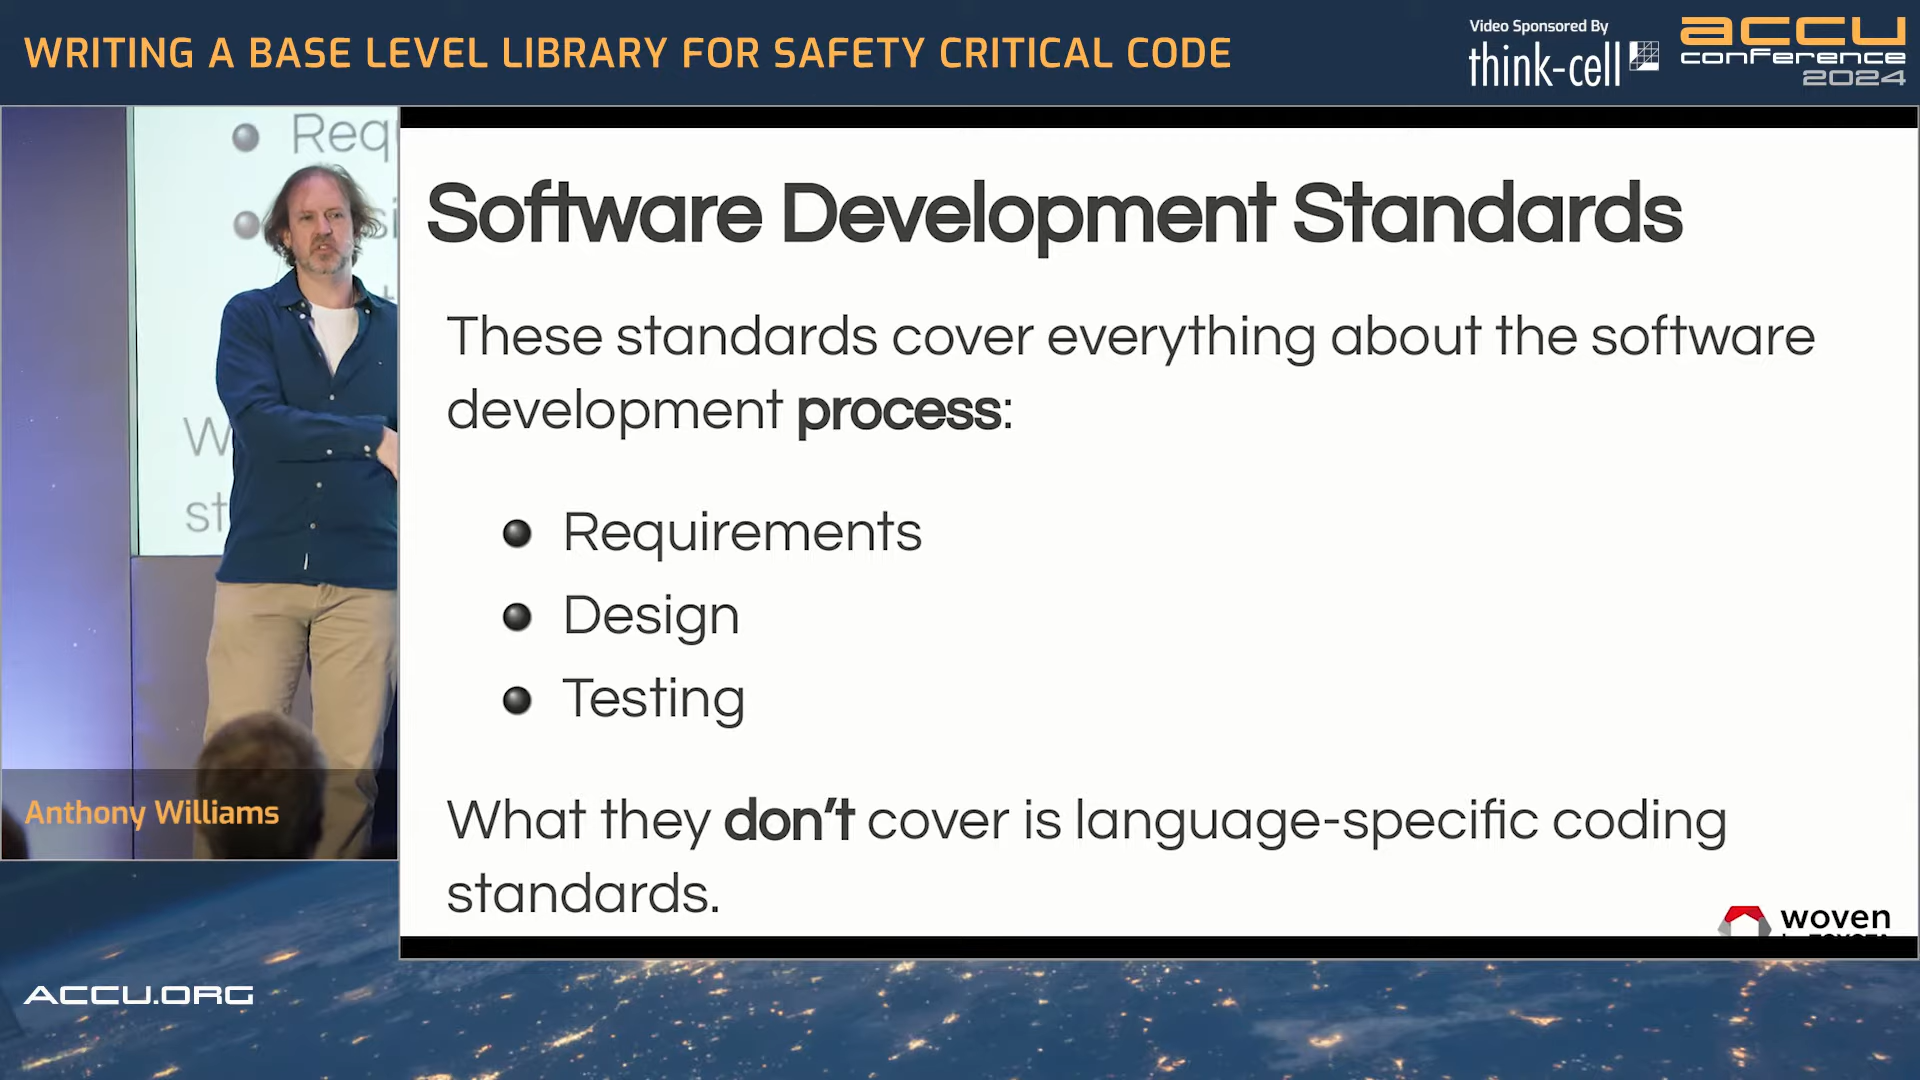 WRITING A BASE LEVEL LIBRARY FOR SAFETY CRITICAL CODE
Video Sponsored By
think-cell
accu
conference
2024
Software Development Standards
These standards cover everything about the software
development process:
Requirements
Design
Testing
What they don't cover is language-specific coding
standards.
woven
Anthony Williams
ACCU.ORG